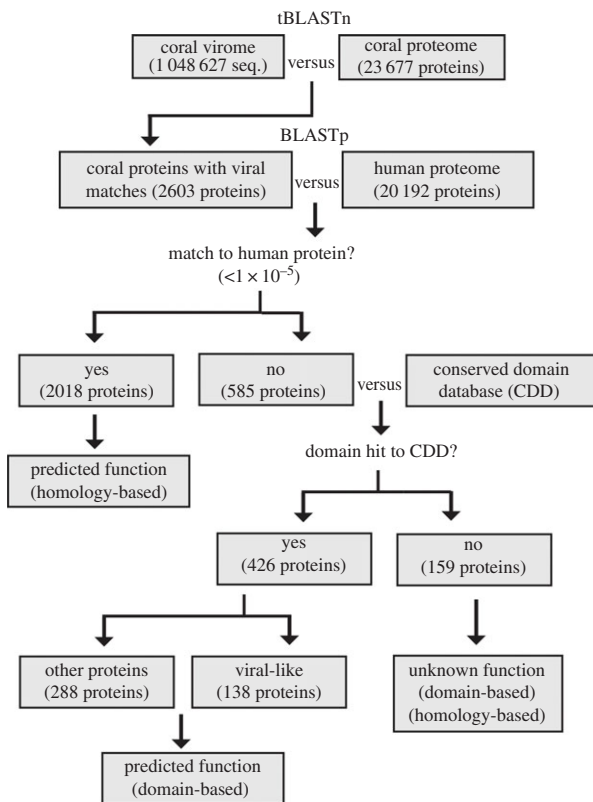 tBLASTn
coral virome
(1 048 627 seq.)
versus
coral proteome
(23 677 proteins)
BLASTp
coral proteins with viral
matches (2603 proteins)
versus
human proteome
(20 192 proteins)
match to human protein?
(<1 × 10⁻⁵)
yes
(2018 proteins)
no
(585 proteins)
versus
conserved domain
database (CDD)
predicted function
(homology-based)
domain hit to CDD?
yes
(426 proteins)
no
(159 proteins)
other proteins
(288 proteins)
viral-like
(138 proteins)
unknown function
(domain-based)
(homology-based)
predicted function
(domain-based)